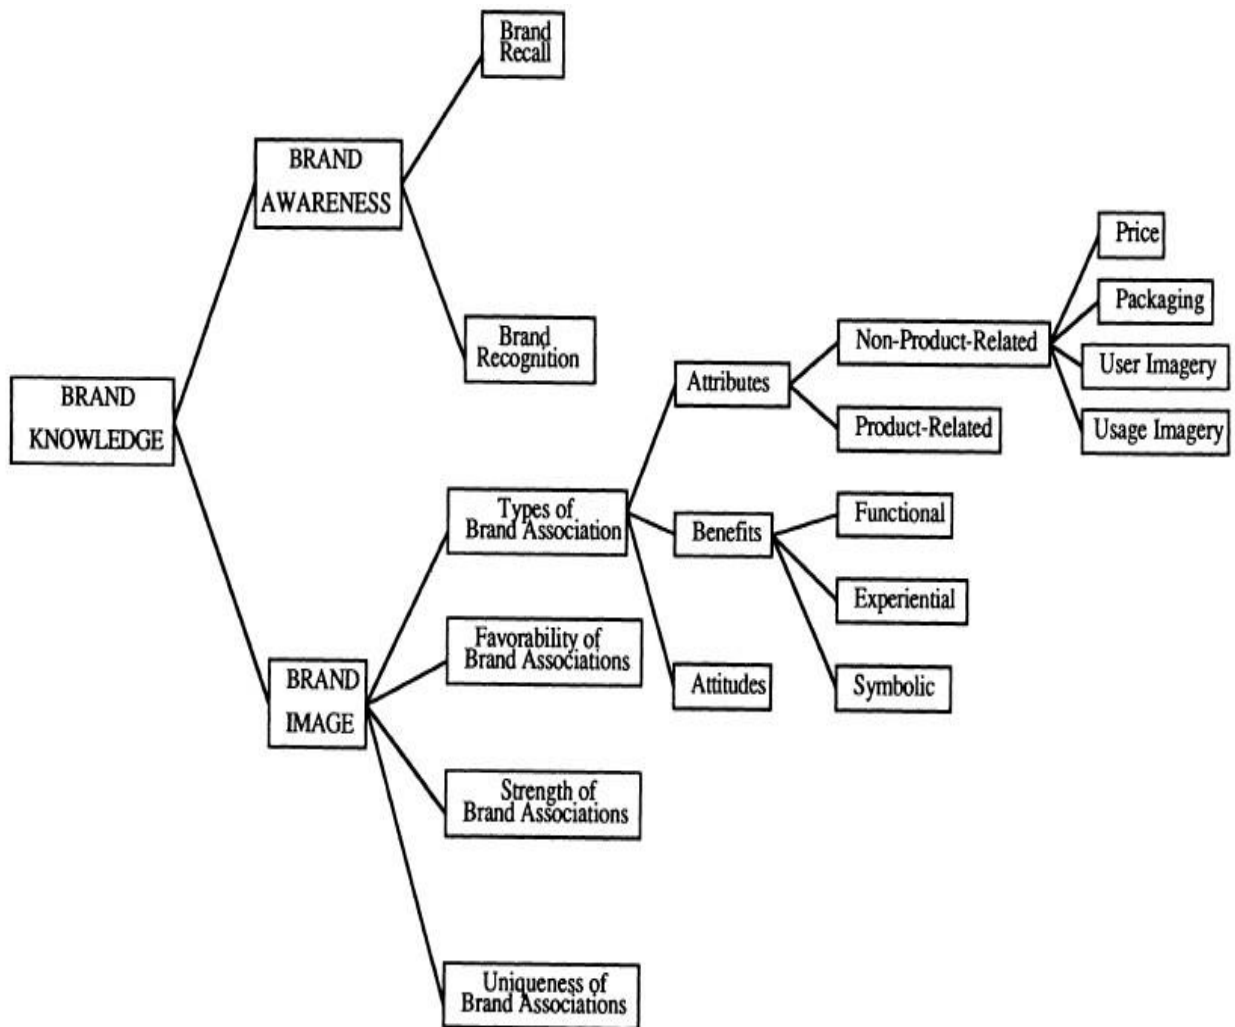 Brand
Recall
BRAND
AWARENESS
Brand
Recognition
BRAND
KNOWLEDGE
Price
Packaging
Non-Product-Related
User Imagery
Attributes
Product-Related
Usage Imagery
Types of
Brand Association
Benefits
Functional
Experiential
Favorability of
Brand Associations
Attitudes
Symbolic
BRAND
IMAGE
Strength of
Brand Associations
Uniqueness of
Brand Associations